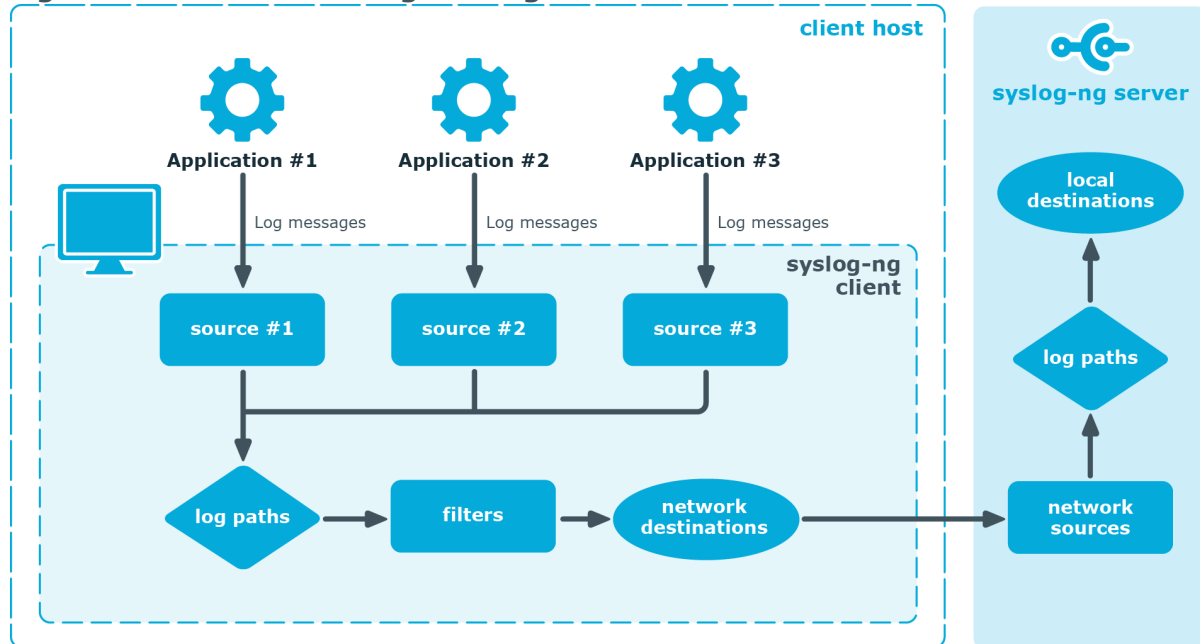 client host
syslog-ng server
Application #1
Application #2
Application #3
Log messages
Log messages
Log messages
syslog-ng
client
source #1
source #2
source #3
log paths
filters
network
destinations
local
destinations
log paths
network
sources